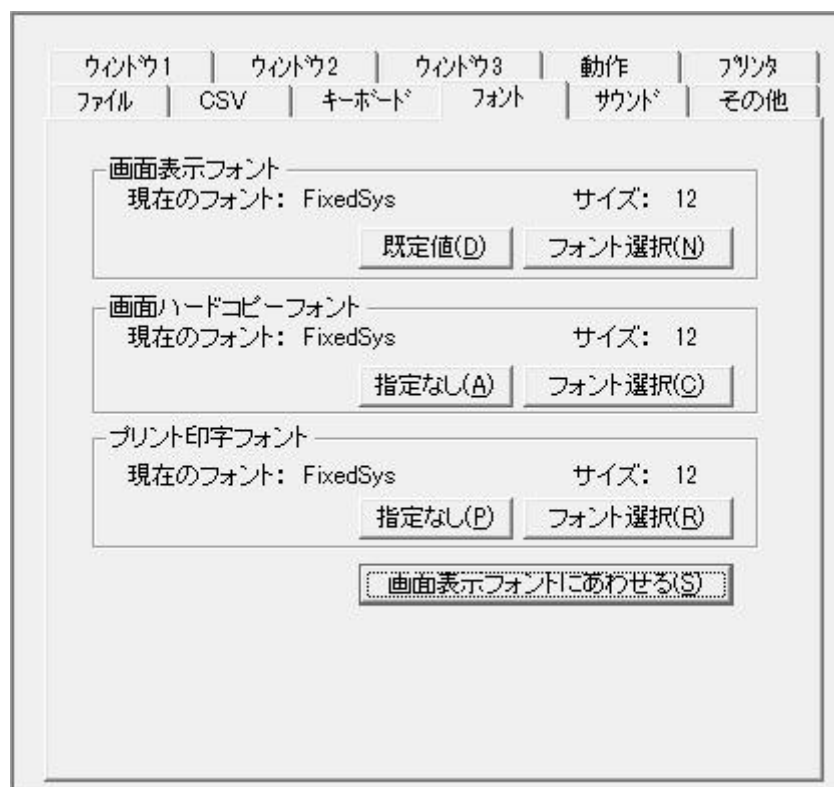 ｳｨﾝﾄﾞｳ1 ｳｨﾝﾄﾞｳ2 ｳｨﾝﾄﾞｳ3 動作 ﾌﾟﾘﾝﾀ
ﾌｧｲﾙ CSV ｷｰﾎﾞｰﾄﾞ ﾌｫﾝﾄ ｻｳﾝﾄﾞ その他
画面表示フォント
現在のフォント： FixedSys サイズ： 12
既定値(D) フォント選択(N)
画面ハードコピーフォント
現在のフォント： FixedSys サイズ： 12
指定なし(A) フォント選択(C)
プリント印字フォント
現在のフォント： FixedSys サイズ： 12
指定なし(P) フォント選択(R)
画面表示フォントにあわせる(S)